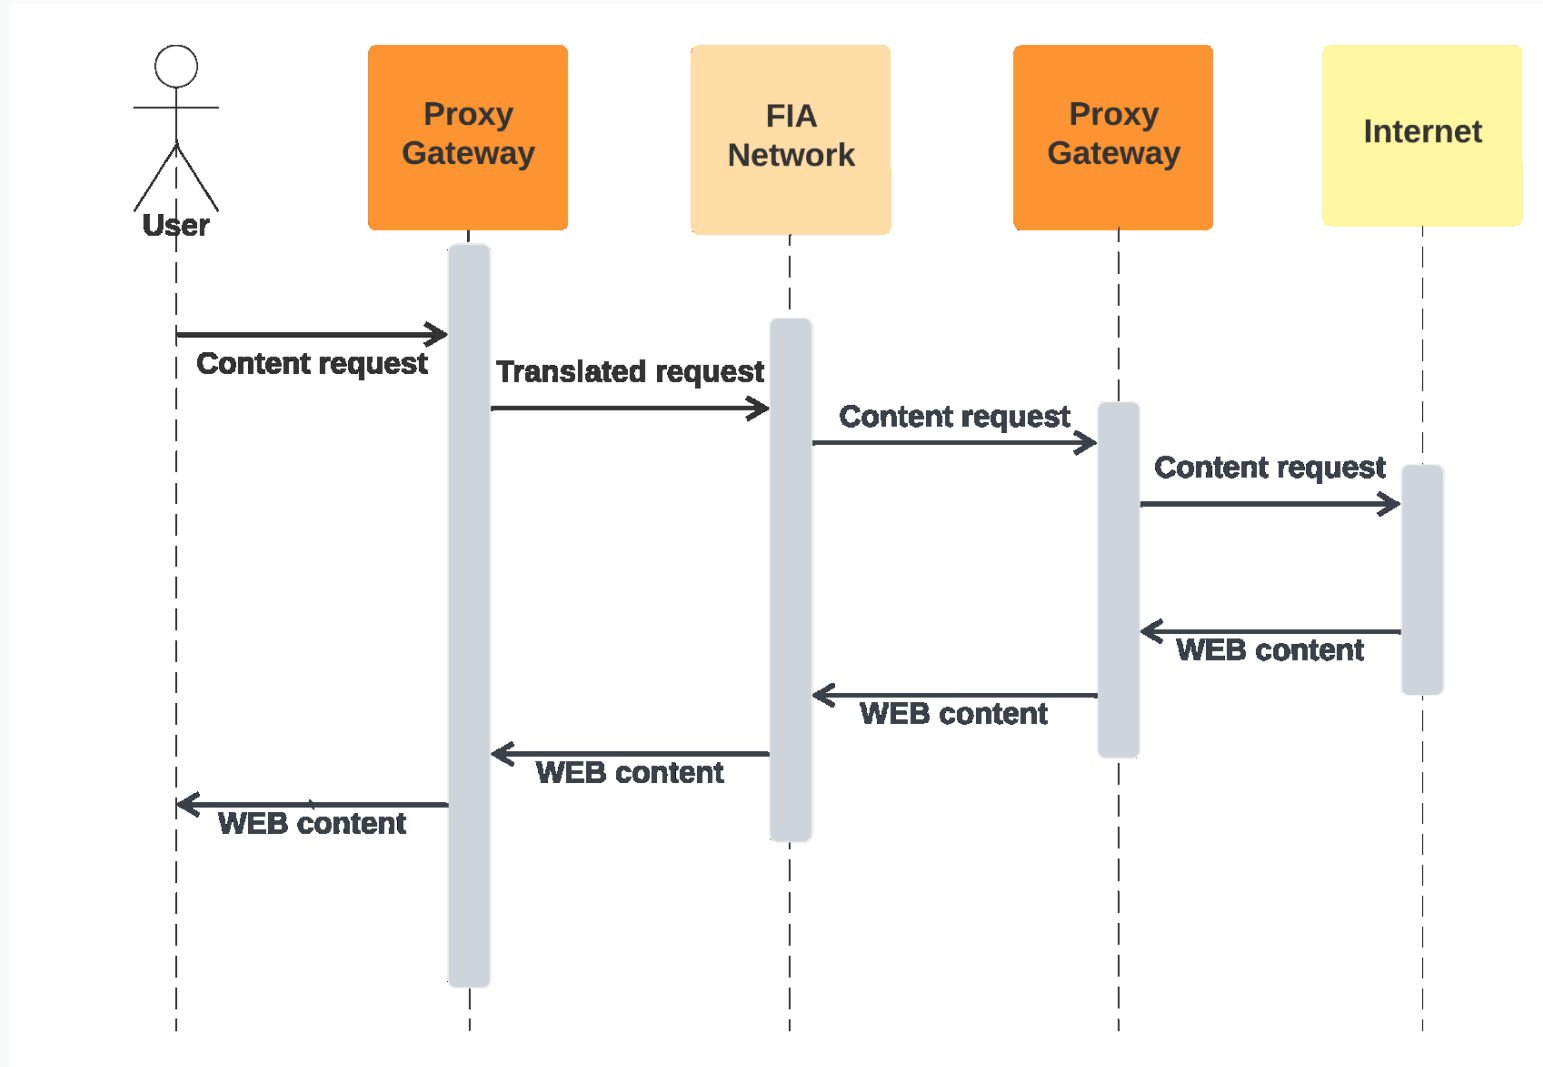 Proxy
Gateway
FIA
Network
Proxy
Gateway
Internet
User
Content request
Translated request
Content request
Content request
WEB content
WEB content
WEB content
WEB content